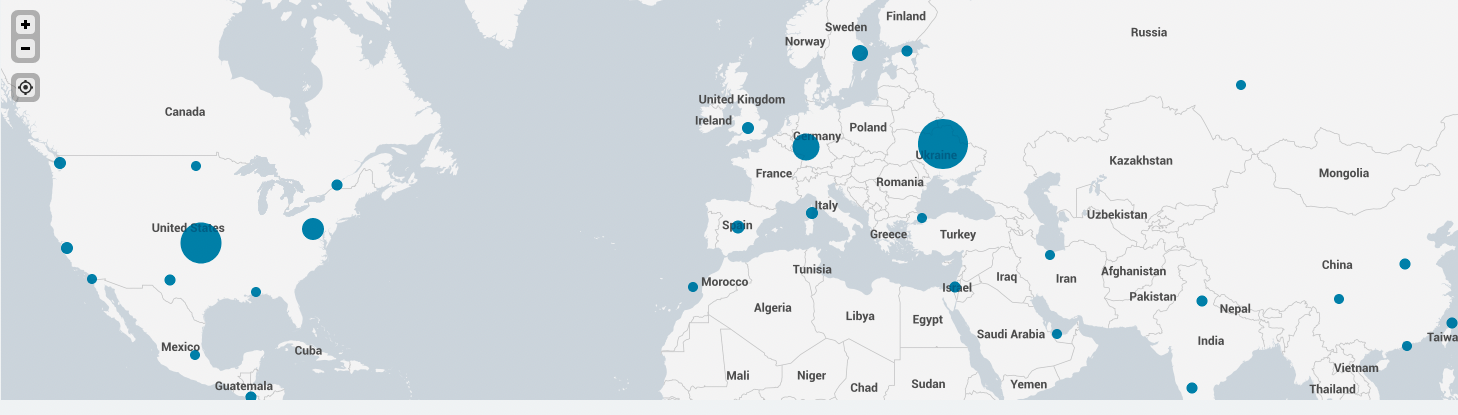 +
−
Finland
Sweden
Norway
Russia
United Kingdom
Canada
Ireland
Poland
Germany
Ukraine
Kazakhstan
France
Mongolia
Romania
Italy
Uzbekistan
United States
Spain
Greece
Turkey
China
Tunisia
Afghanistan
Iraq
Iran
Morocco
Israel
Pakistan
Algeria
Nepal
Libya
Egypt
Saudi Arabia
Taiwa
India
Mexico
Cuba
Vietnam
Mali
Niger
Guatemala
Chad
Sudan
Yemen
Thailand